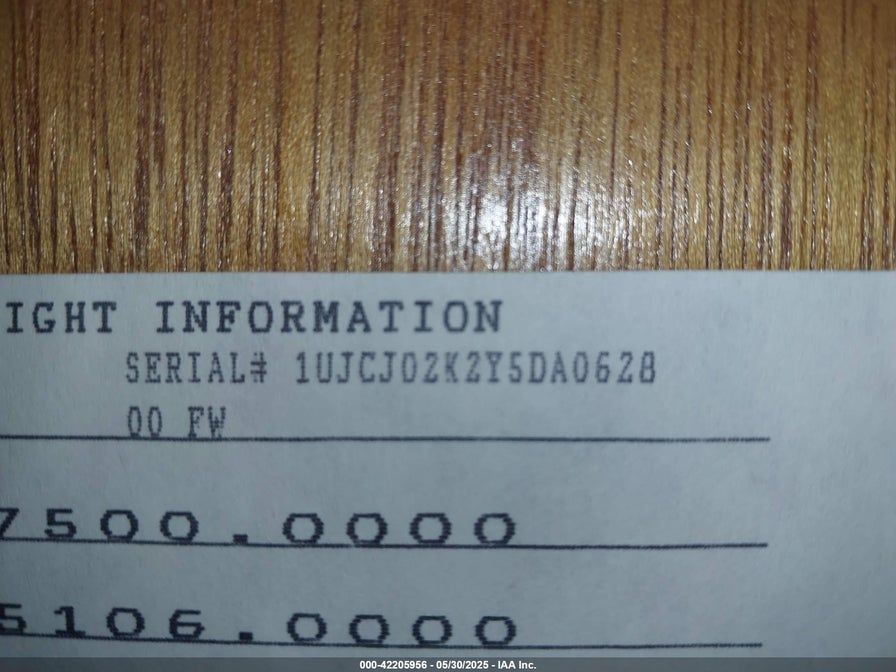 IGHT INFORMATION
SERIAL# 1UJCJ02K2Y5DA0628
00 FW
7500.0000
5106.0000
000-42205956 - 05/30/2025 - IAA Inc.